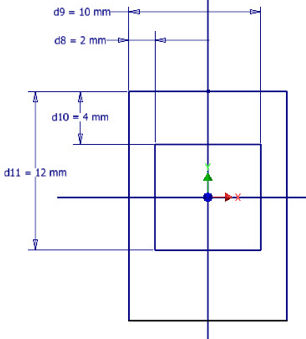 d9 = 10 mm
d8 = 2 mm
d10 = 4 mm
d11 = 12 mm
X